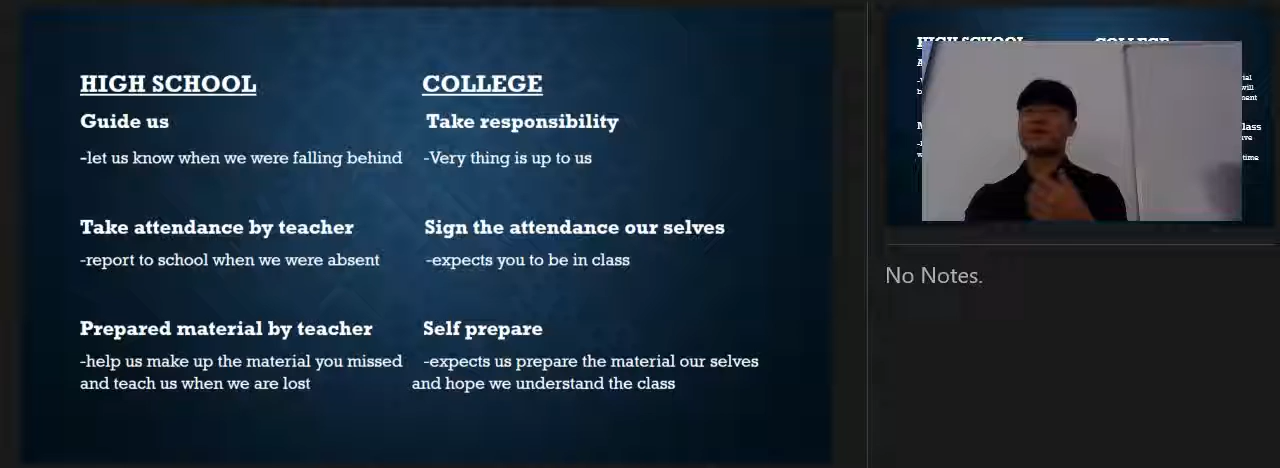 HIGH SCHOOL
Guide us
-let us know when we were falling behind
Take attendance by teacher
-report to school when we were absent
Prepared material by teacher
-help us make up the material you missed
and teach us when we are lost
COLLEGE
Take responsibility
-Very thing is up to us
Sign the attendance our selves
-expects you to be in class
Self prepare
-expects us prepare the material our selves
and hope we understand the class
HIGH SCHOOL
COLLEGE
No Notes.